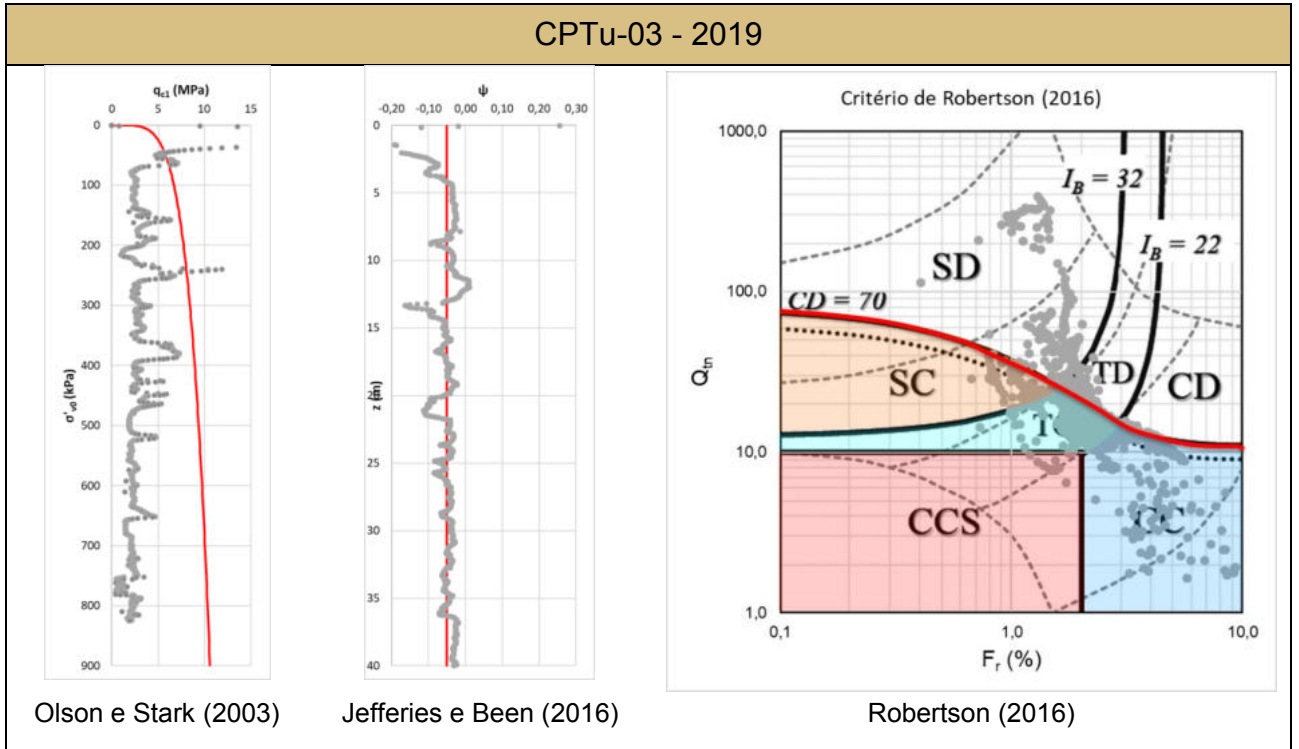 CPTu-03 - 2019
q_c1 (MPa)
0 5 10 15
0
100
200
300
400
500
600
700
800
900
σ'_v0 (kPa)
Olson e Stark (2003)
ψ
-0,20 -0,10 0,00 0,10 0,20 0,30
0
5
10
15
20
25
30
35
40
z (m)
Jefferies e Been (2016)
Critério de Robertson (2016)
1000,0
100,0
10,0
1,0
Q_tn
I_B = 32
I_B = 22
SD
CD = 70
SC
TD
CD
CCS
CC
0,1 1,0 10,0
F_r (%)
Robertson (2016)